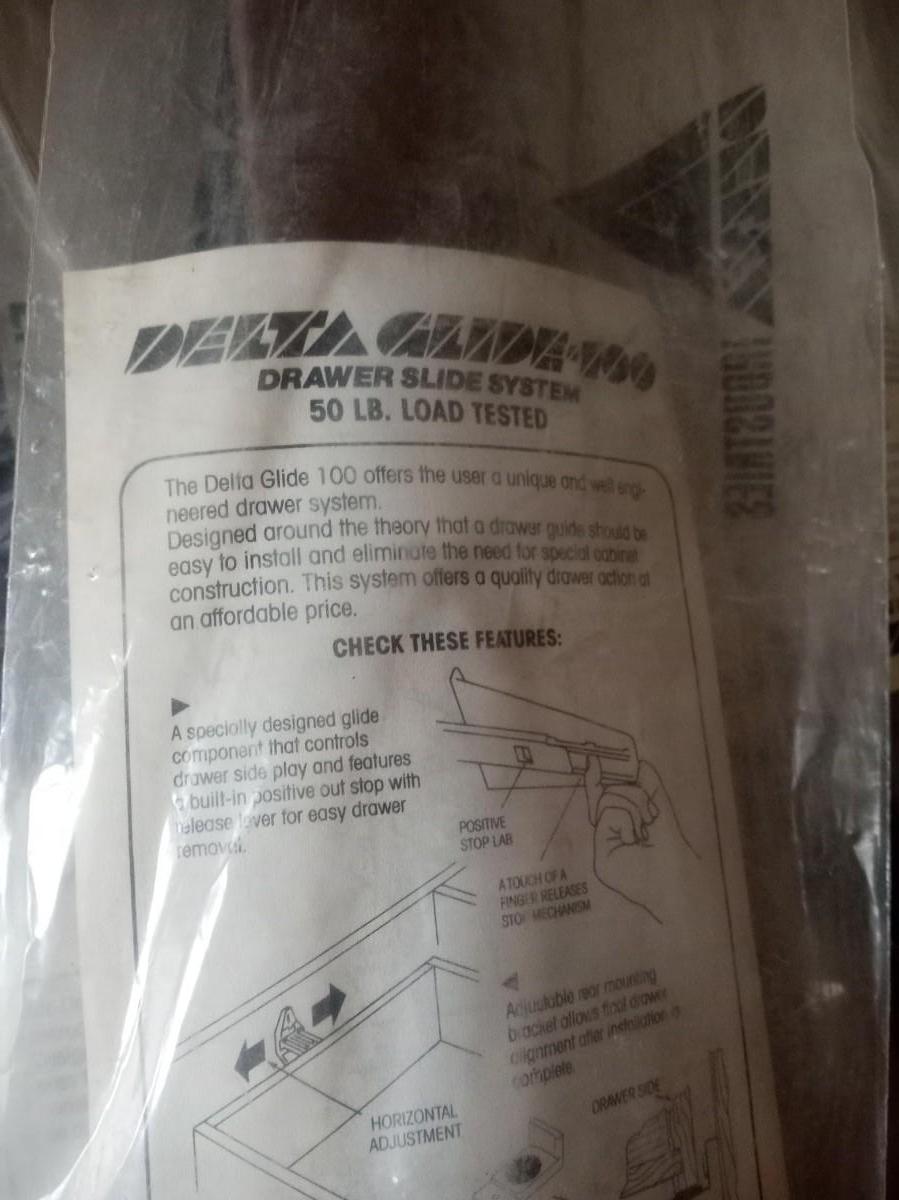 DELTA GLIDE•100
DRAWER SLIDE SYSTEM
50 LB. LOAD TESTED
The Delta Glide 100 offers the user a unique and well engi-
neered drawer system.
Designed around the theory that a drawer guide should be
easy to install and eliminate the need for special cabinet
construction. This system offers a quality drawer action at
an affordable price.
CHECK THESE FEATURES:
A specially designed glide
component that controls
drawer side play and features
a built-in positive out stop with
release lever for easy drawer
removal.
POSITIVE
STOP LAB
A TOUCH OF A
FINGER RELEASES
STOP MECHANISM
Adjustable rear mounting
bracket allows final drawer
alignment after installation is
complete.
HORIZONTAL
ADJUSTMENT
DRAWER SIDE
INDUSTRIES